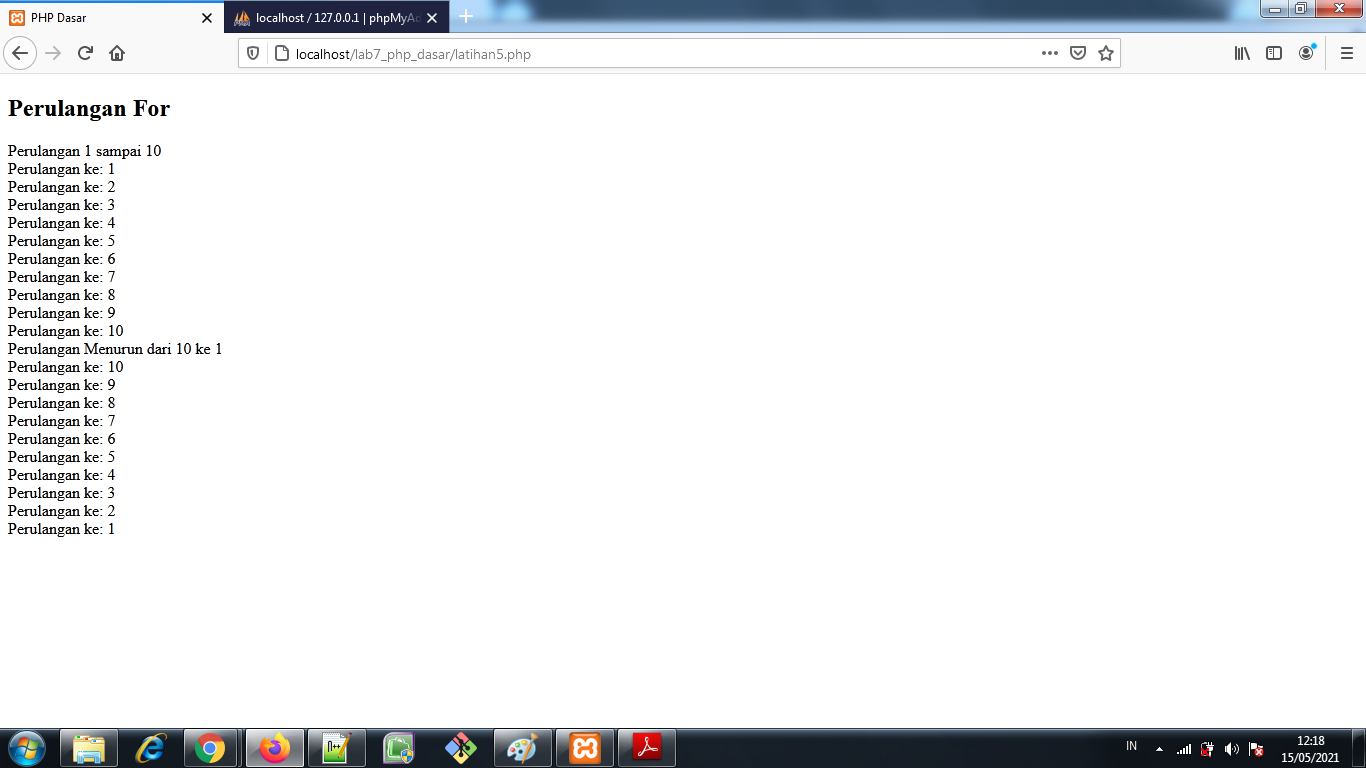 PHP Dasar
localhost / 127.0.0.1 | phpMyAd
localhost/lab7_php_dasar/latihan5.php
Perulangan For
Perulangan 1 sampai 10
Perulangan ke: 1
Perulangan ke: 2
Perulangan ke: 3
Perulangan ke: 4
Perulangan ke: 5
Perulangan ke: 6
Perulangan ke: 7
Perulangan ke: 8
Perulangan ke: 9
Perulangan ke: 10
Perulangan Menurun dari 10 ke 1
Perulangan ke: 10
Perulangan ke: 9
Perulangan ke: 8
Perulangan ke: 7
Perulangan ke: 6
Perulangan ke: 5
Perulangan ke: 4
Perulangan ke: 3
Perulangan ke: 2
Perulangan ke: 1
IN
12:18
15/05/2021